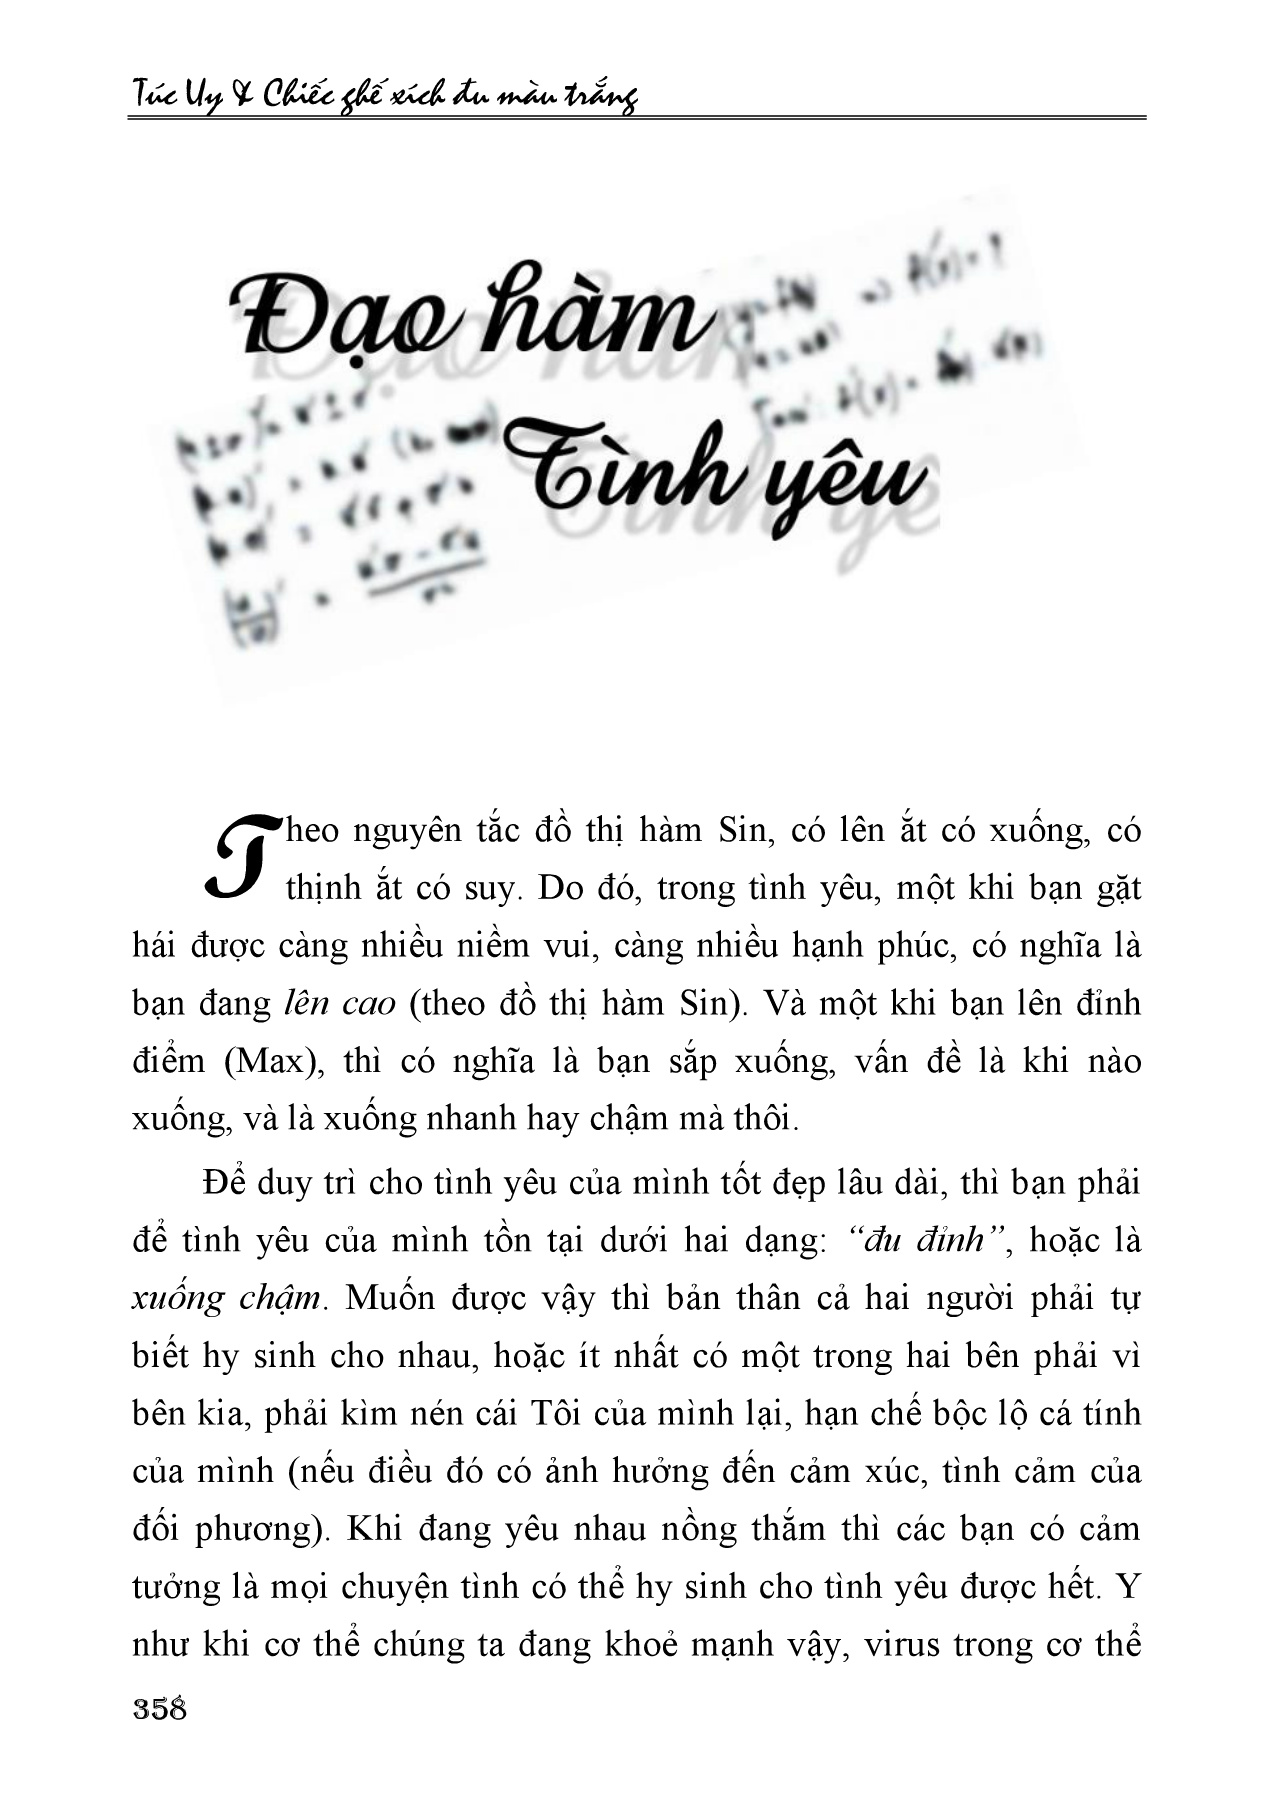 Túc Uy & Chiếc ghế xích đu màu trắng
Đạo hàm
Tình yêu
Theo nguyên tắc đồ thị hàm Sin, có lên ắt có xuống, có
thịnh ắt có suy. Do đó, trong tình yêu, một khi bạn gặt
hái được càng nhiều niềm vui, càng nhiều hạnh phúc, có nghĩa là
bạn đang lên cao (theo đồ thị hàm Sin). Và một khi bạn lên đỉnh
điểm (Max), thì có nghĩa là bạn sắp xuống, vấn đề là khi nào
xuống, và là xuống nhanh hay chậm mà thôi.
Để duy trì cho tình yêu của mình tốt đẹp lâu dài, thì bạn phải
để tình yêu của mình tồn tại dưới hai dạng: “đu đỉnh”, hoặc là
xuống chậm. Muốn được vậy thì bản thân cả hai người phải tự
biết hy sinh cho nhau, hoặc ít nhất có một trong hai bên phải vì
bên kia, phải kìm nén cái Tôi của mình lại, hạn chế bộc lộ cá tính
của mình (nếu điều đó có ảnh hưởng đến cảm xúc, tình cảm của
đối phương). Khi đang yêu nhau nồng thắm thì các bạn có cảm
tưởng là mọi chuyện tình có thể hy sinh cho tình yêu được hết. Y
như khi cơ thể chúng ta đang khoẻ mạnh vậy, virus trong cơ thể
358